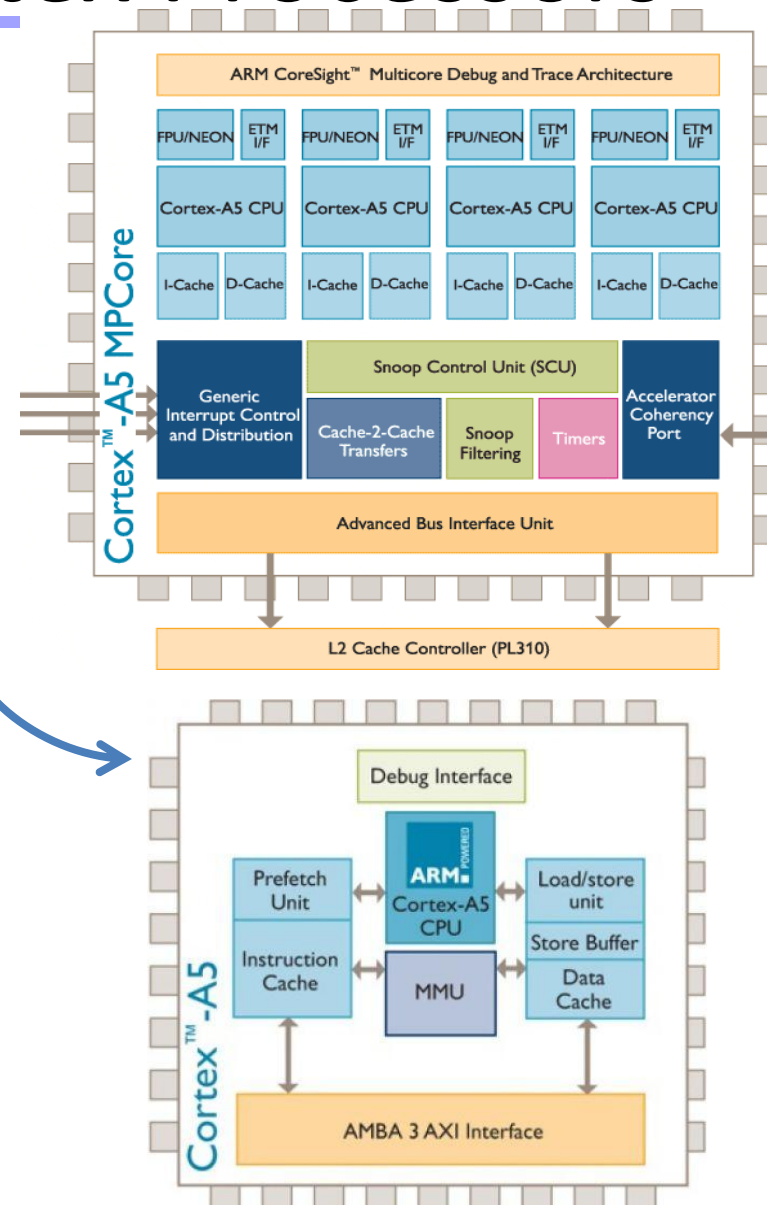 ARM CoreSight™ Multicore Debug and Trace Architecture
FPU/NEON
ETM
I/F
FPU/NEON
ETM
I/F
FPU/NEON
ETM
I/F
FPU/NEON
ETM
I/F
Cortex-A5 CPU
Cortex-A5 CPU
Cortex-A5 CPU
Cortex-A5 CPU
I-Cache
D-Cache
I-Cache
D-Cache
I-Cache
D-Cache
I-Cache
D-Cache
Cortex™-A5 MPCore
Generic
Interrupt Control
and Distribution
Snoop Control Unit (SCU)
Cache-2-Cache
Transfers
Snoop
Filtering
Timers
Accelerator
Coherency
Port
Advanced Bus Interface Unit
L2 Cache Controller (PL310)
Debug Interface
ARM POWERED
Cortex-A5
CPU
Prefetch
Unit
Instruction
Cache
MMU
Load/store
unit
Store Buffer
Data
Cache
Cortex™-A5
AMBA 3 AXI Interface